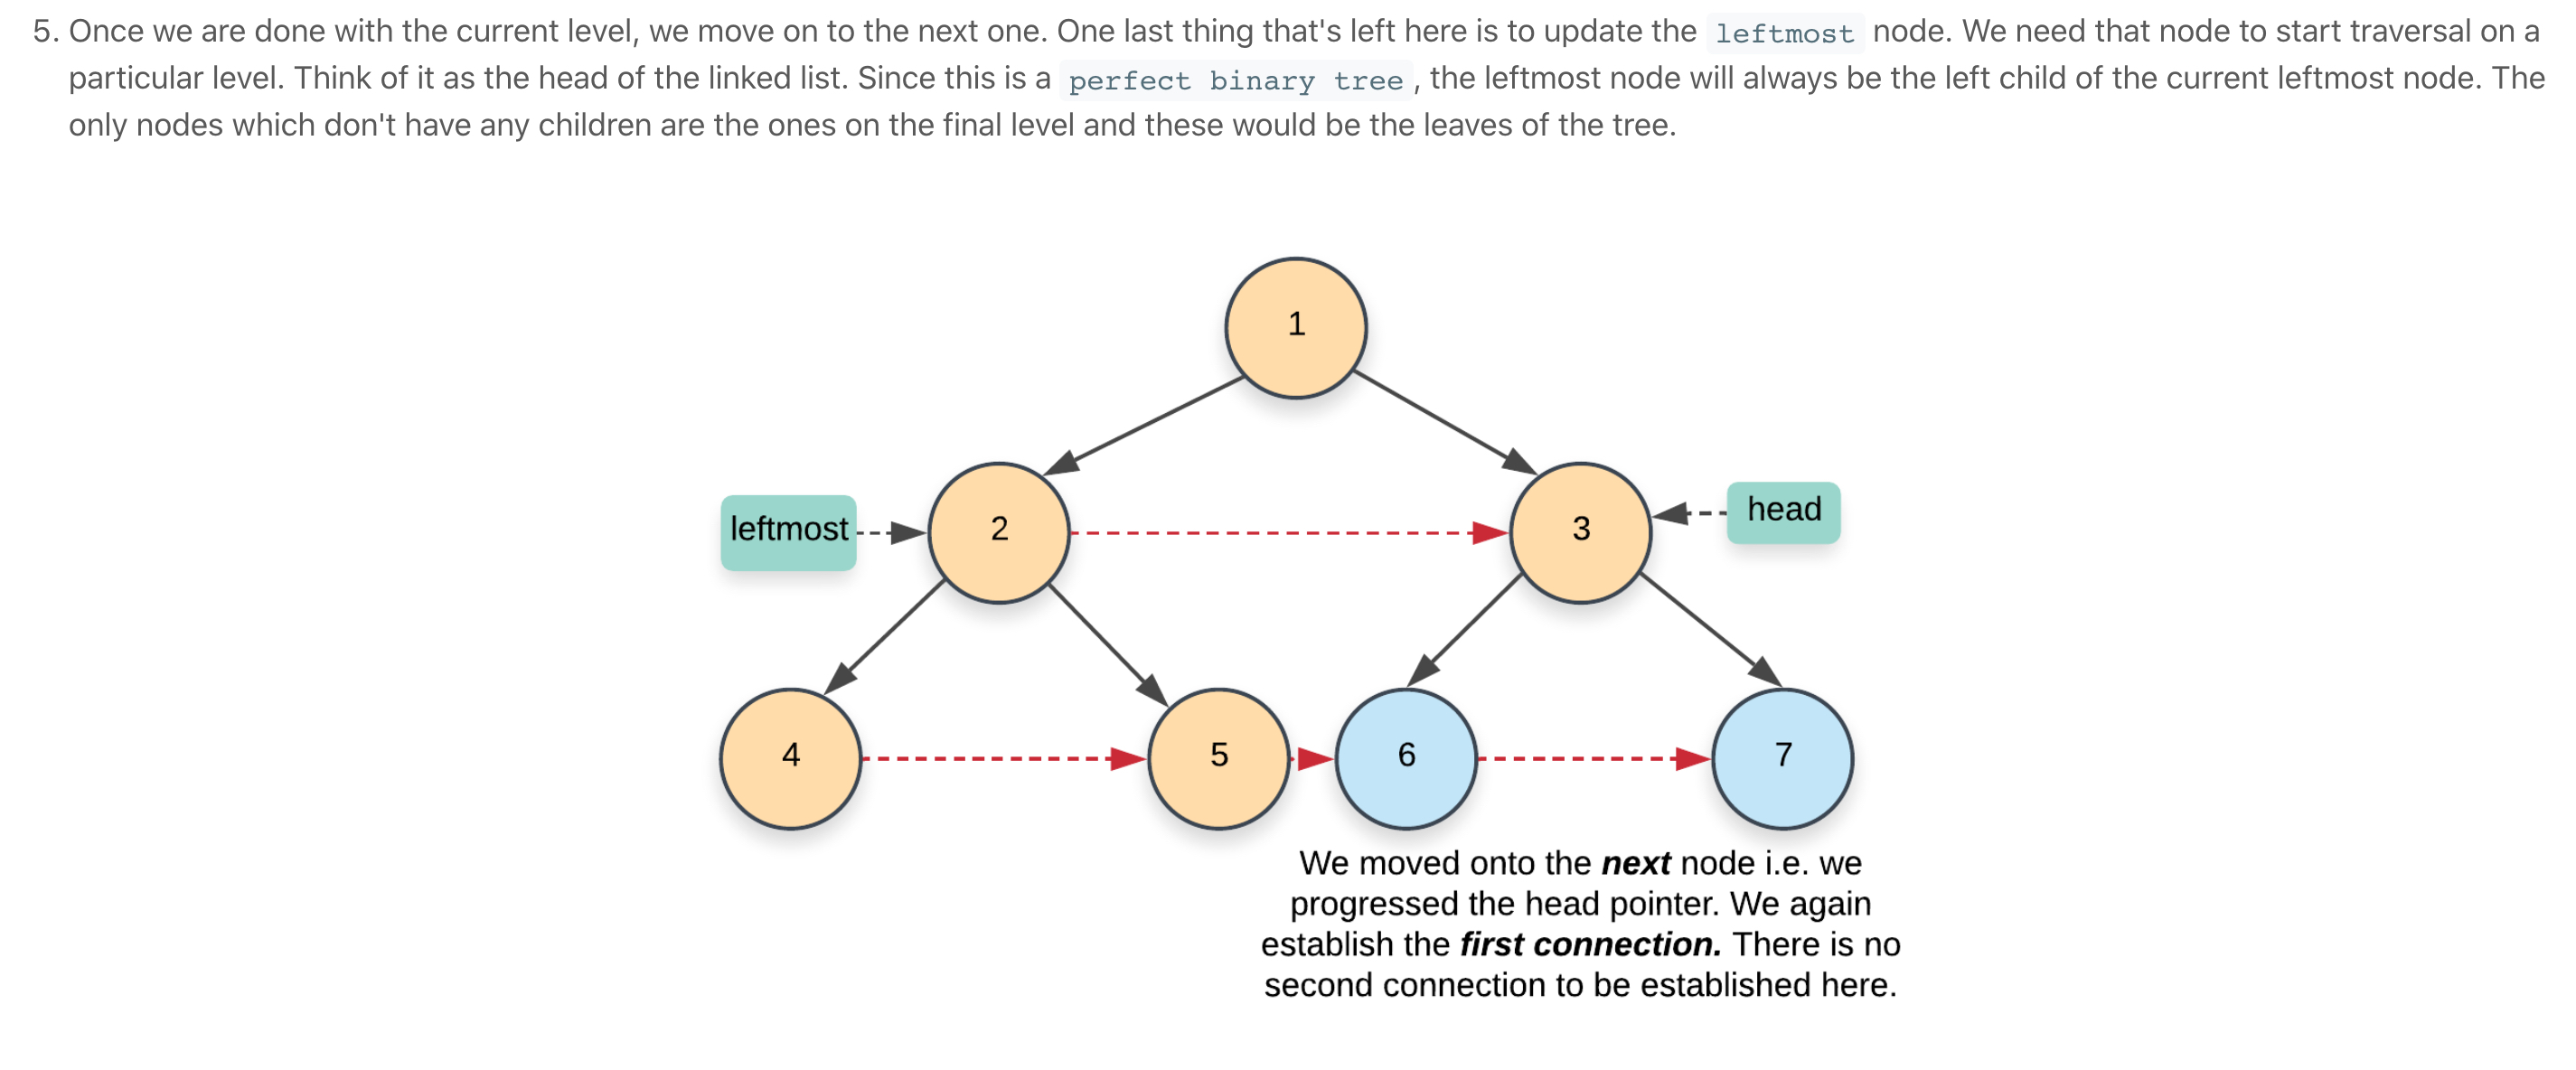 5. Once we are done with the current level, we move on to the next one. One last thing that's left here is to update the leftmost node. We need that node to start traversal on a
particular level. Think of it as the head of the linked list. Since this is a perfect binary tree, the leftmost node will always be the left child of the current leftmost node. The
only nodes which don't have any children are the ones on the final level and these would be the leaves of the tree.
1
leftmost
2
3
head
4
5
6
7
We moved onto the next node i.e. we
progressed the head pointer. We again
establish the first connection. There is no
second connection to be established here.